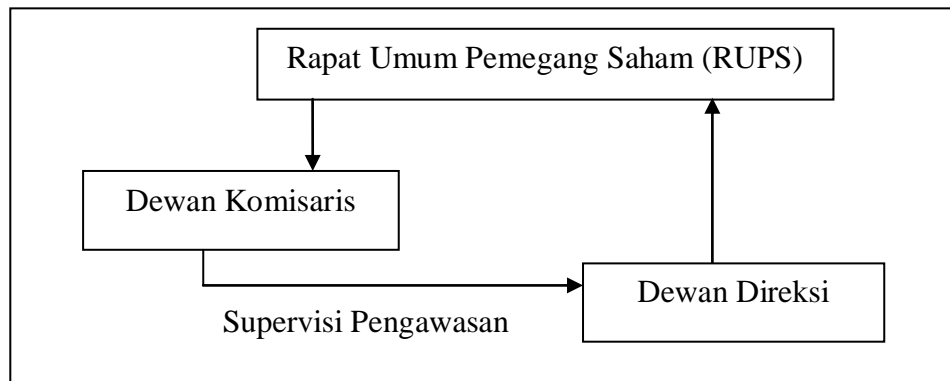 Rapat Umum Pemegang Saham (RUPS)
Dewan Komisaris
Dewan Direksi
Supervisi Pengawasan